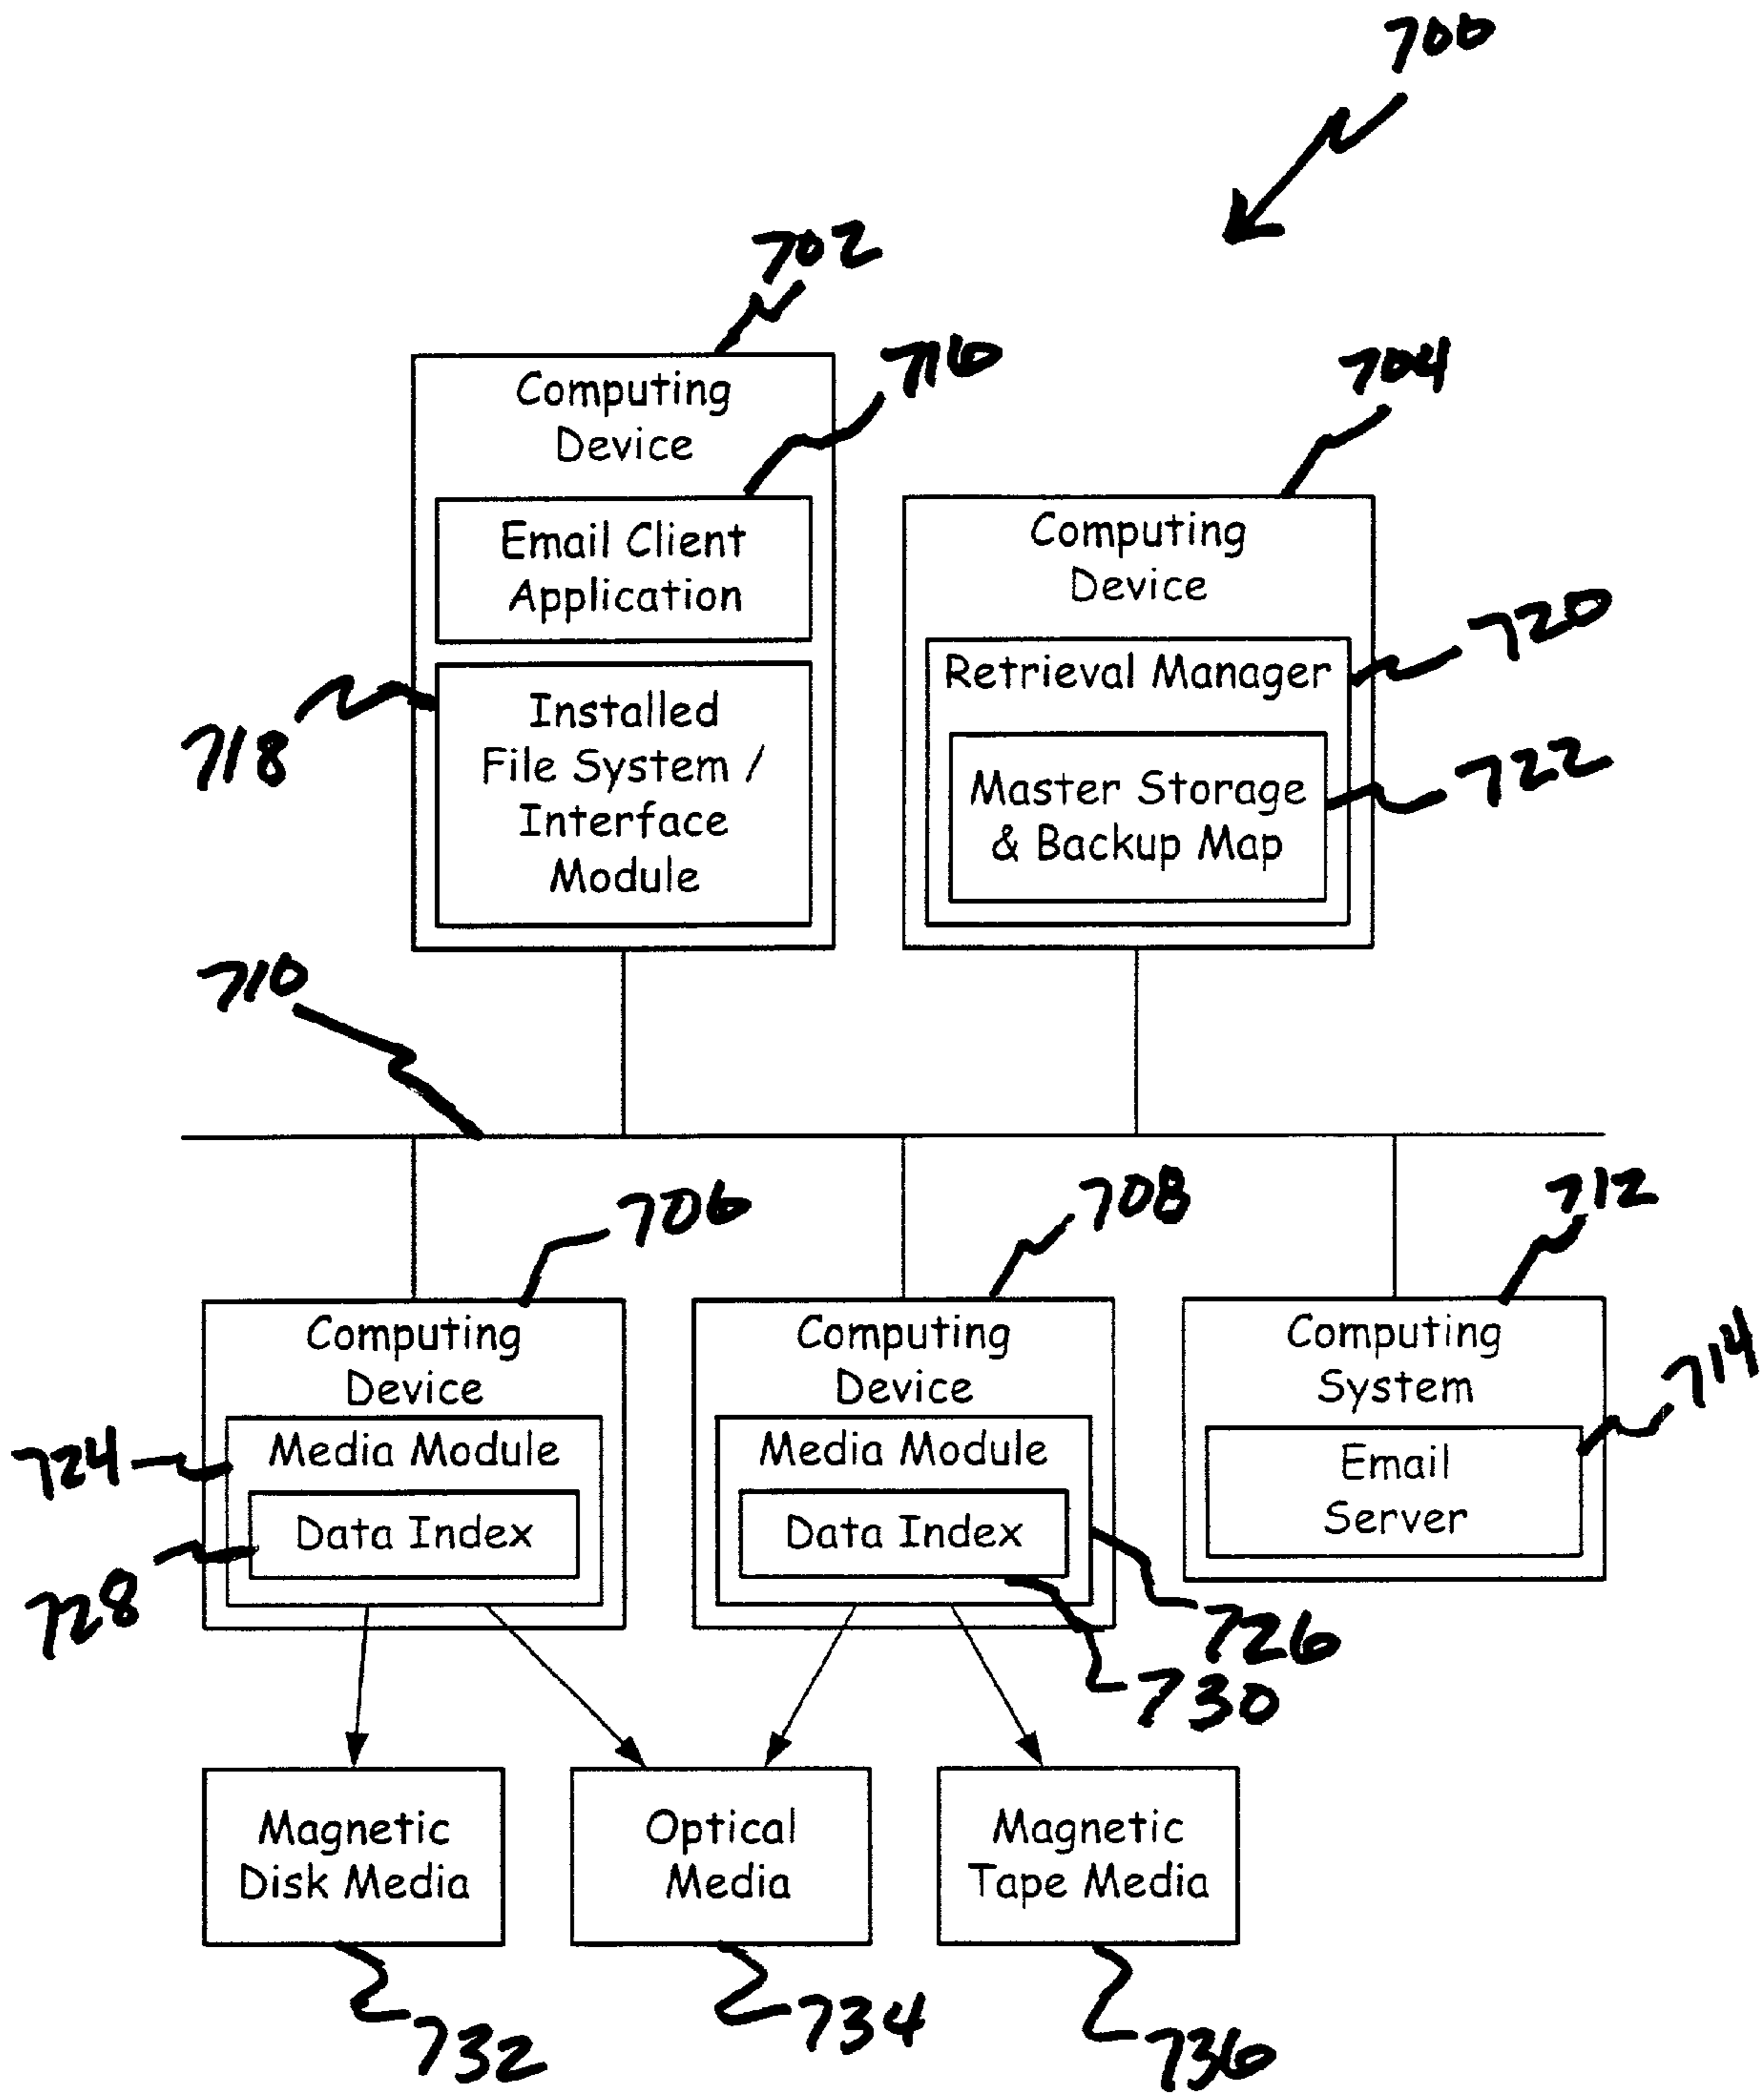 700
702
Computing
Device
716
Email Client
Application
718
Installed
File System /
Interface
Module
704
Computing
Device
720
Retrieval Manager
722
Master Storage
& Backup Map
710
706
Computing
Device
724
Media Module
728
Data Index
708
Computing
Device
Media Module
726
Data Index
730
712
Computing
System
714
Email
Server
Magnetic
Disk Media
732
Optical
Media
734
Magnetic
Tape Media
736